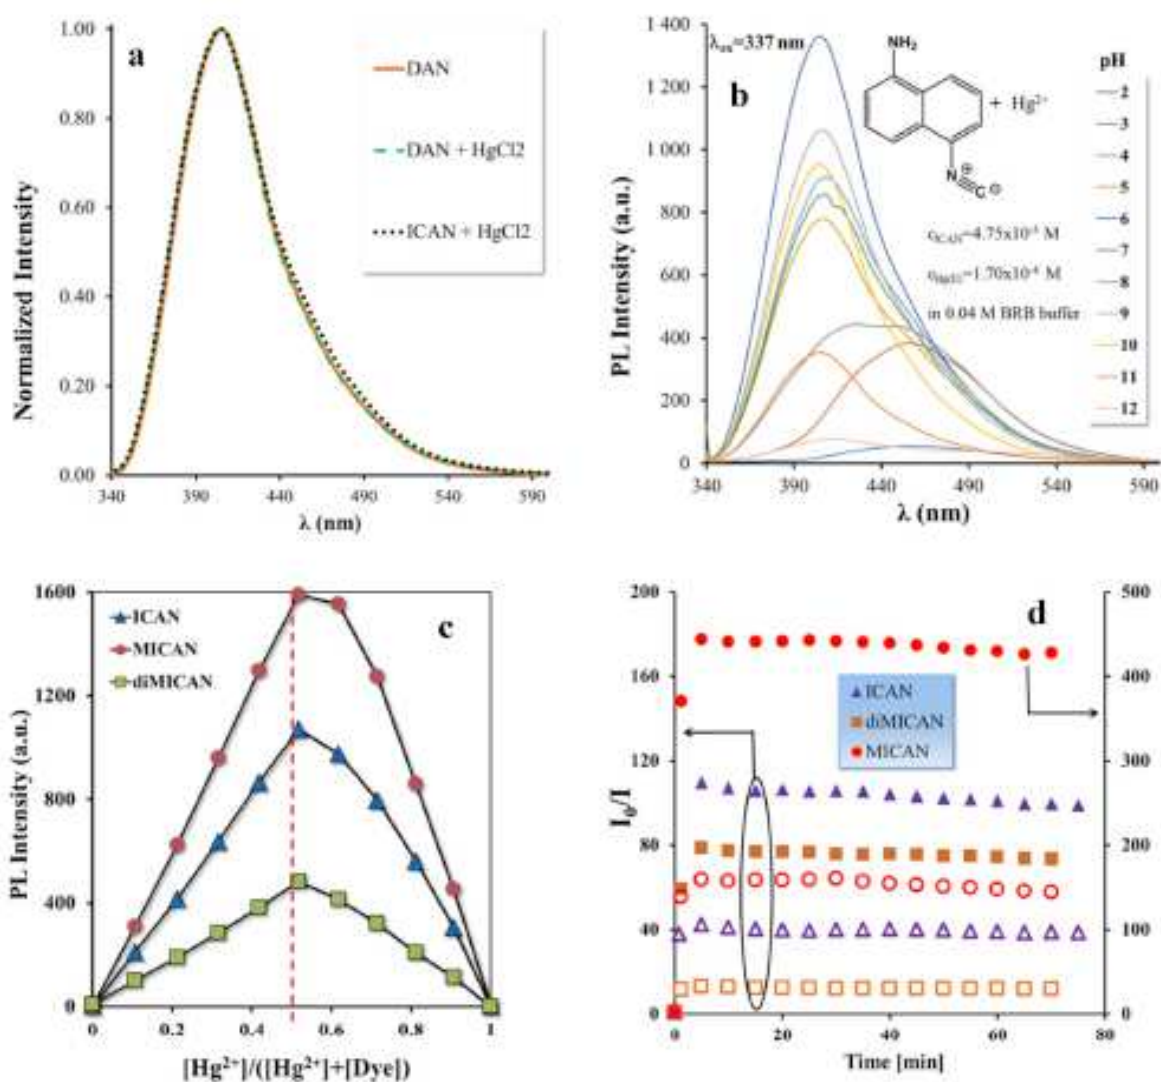 a
Normalized Intensity
1.00
0.80
0.60
0.40
0.20
0.00
340
390
440
490
540
λ (nm)
DAN
DAN + HgCl2
ICAN + HgCl2
b
PL Intensity (a.u.)
1 400
1 200
1 000
800
600
400
200
0
340
390
440
490
540
590
λ (nm)
λex=337 nm
NH₂
+ Hg²⁺
N⊕
C⊖
in 0.04 M BRB buffer
pH
2
3
4
5
6
7
8
9
10
11
12
c
PL Intensity (a.u.)
1600
1200
800
400
0
0
0.2
0.4
0.6
0.8
1
[Hg²⁺]/([Hg²⁺]+[Dye])
ICAN
MICAN
diMICAN
d
I₀/I
200
160
120
80
40
0
500
400
300
200
100
0
0
20
40
60
80
Time [min]
ICAN
diMICAN
MICAN